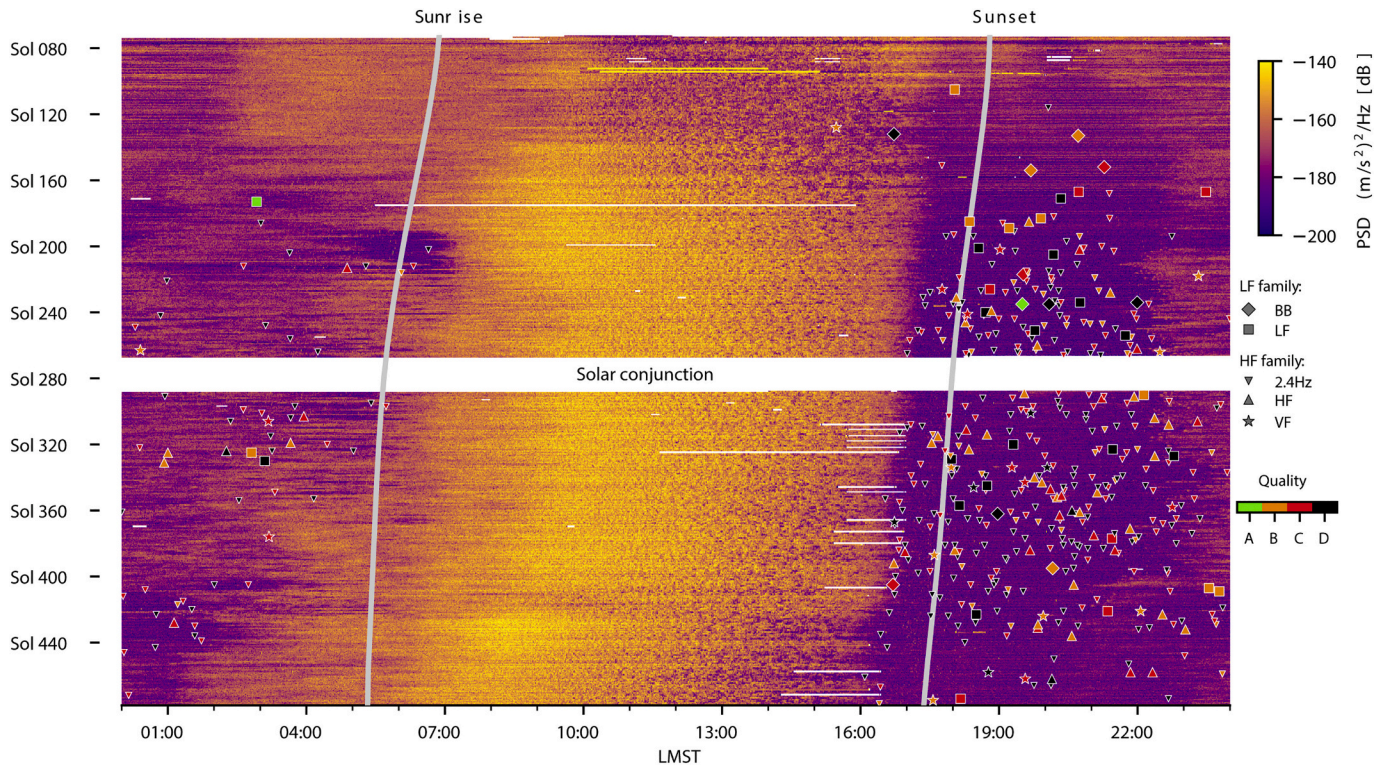 Sunr ise
Sunset
Sol 080
Sol 120
Sol 160
Sol 200
Sol 240
Sol 280
Sol 320
Sol 360
Sol 400
Sol 440
Solar conjunction
01:00
04:00
07:00
10:00
13:00
16:00
19:00
22:00
LMST
−140
−160
−180
−200
PSD (m/s²)²/Hz [dB]
LF family:
BB
LF
HF family:
2.4Hz
HF
VF
Quality
A B C D